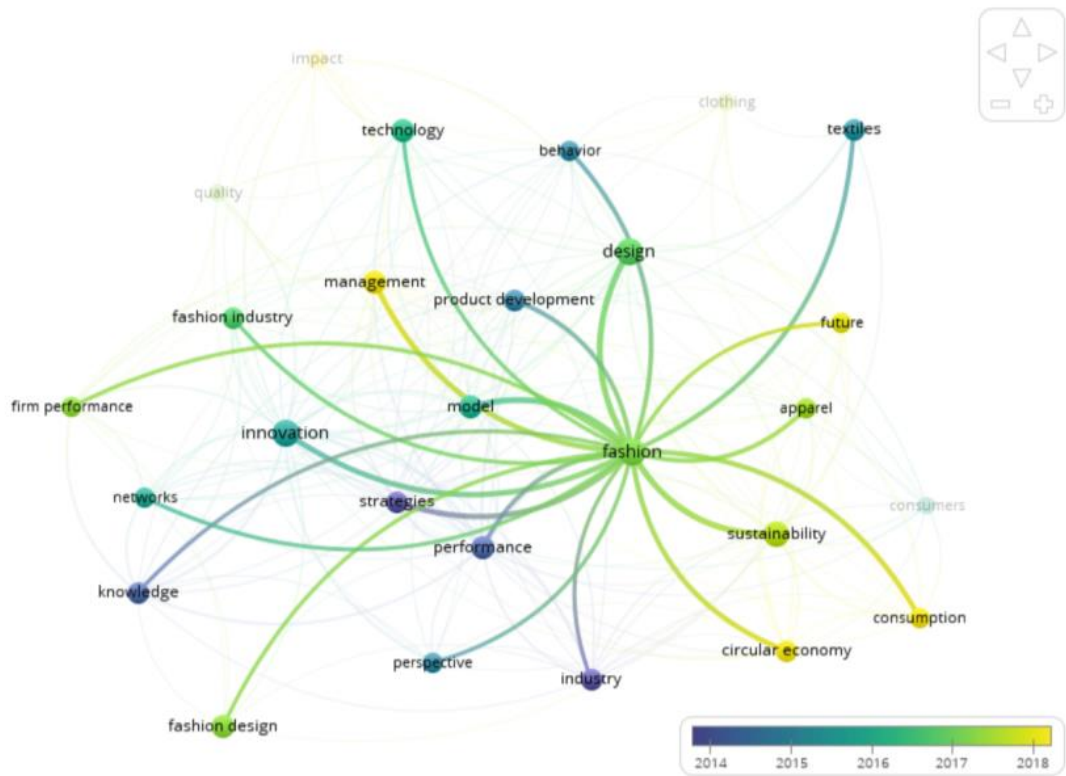 impact
clothing
technology
textiles
behavior
quality
design
management
product development
fashion industry
future
firm performance
model
apparel
innovation
fashion
networks
strategies
consumers
performance
sustainability
knowledge
consumption
perspective
circular economy
industry
fashion design
2014 2015 2016 2017 2018